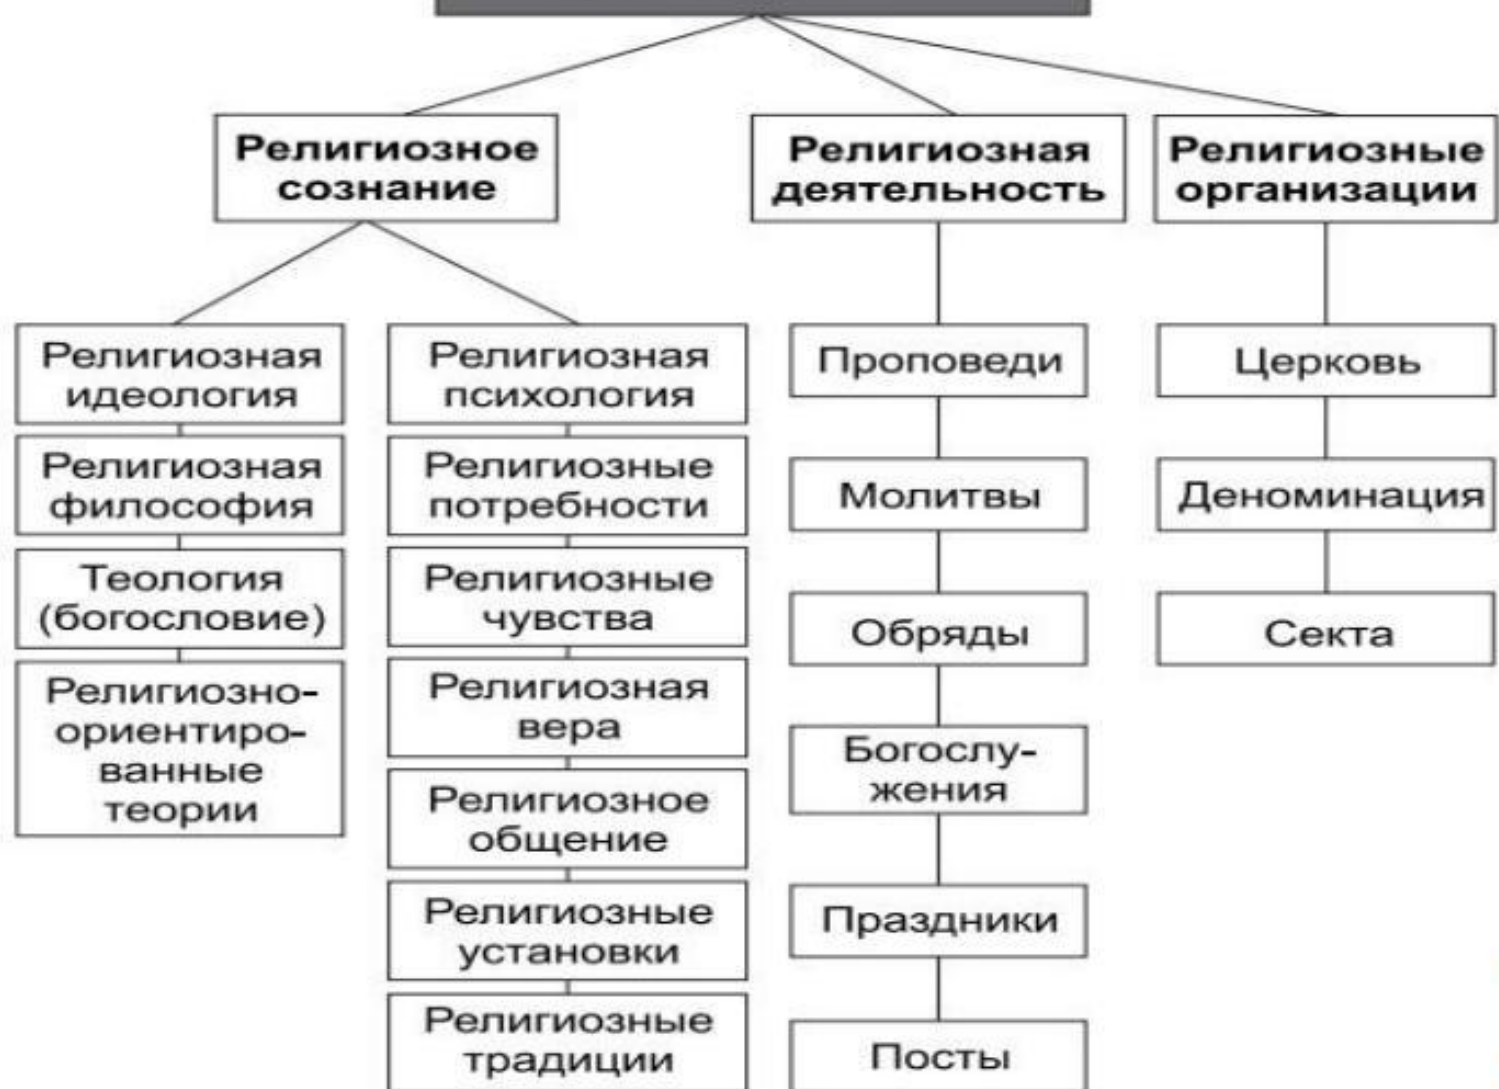 Религиозное
сознание
Религиозная
деятельность
Религиозные
организации
Религиозная
идеология
Религиозная
философия
Теология
(богословие)
Религиозно-
ориентиро-
ванные
теории
Религиозная
психология
Религиозные
потребности
Религиозные
чувства
Религиозная
вера
Религиозное
общение
Религиозные
установки
Религиозные
традиции
Проповеди
Молитвы
Обряды
Богослу-
жения
Праздники
Посты
Церковь
Деноминация
Секта